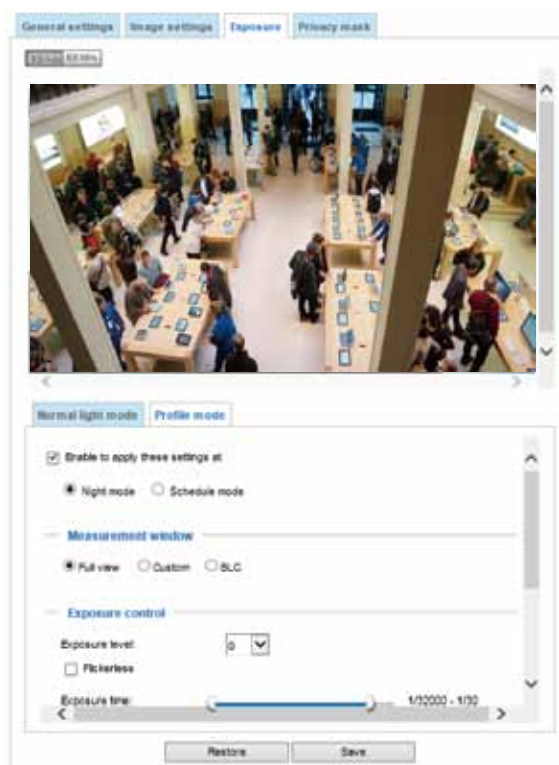 General settings Image settings Exposure Privacy mask
Normal light mode Profile mode
Enable to apply these settings at
Night mode Schedule mode
Measurement window
Full view Custom BLC
Exposure control
Exposure level: 0
Flickerless
Exposure time: 1/32000 - 1/30
Restore Save